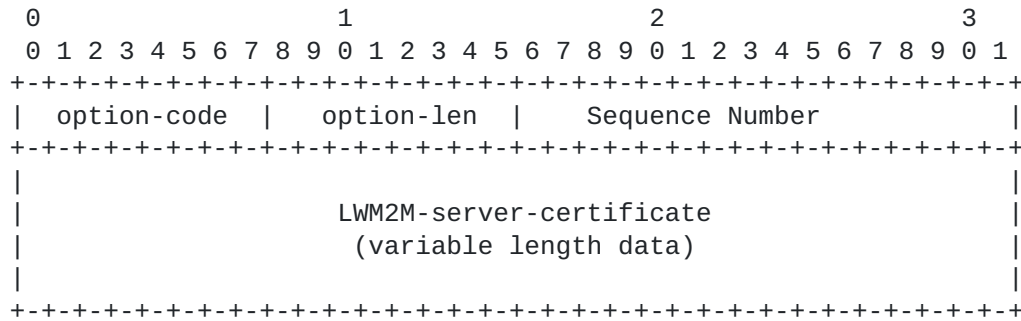 0                   1                   2                   3
 0 1 2 3 4 5 6 7 8 9 0 1 2 3 4 5 6 7 8 9 0 1 2 3 4 5 6 7 8 9 0 1
+-+-+-+-+-+-+-+-+-+-+-+-+-+-+-+-+-+-+-+-+-+-+-+-+-+-+-+-+-+-+-+-+
|  option-code  |   option-len  |    Sequence Number            |
+-+-+-+-+-+-+-+-+-+-+-+-+-+-+-+-+-+-+-+-+-+-+-+-+-+-+-+-+-+-+-+-+
|                                                               |
|                    LWM2M-server-certificate                   |
|                     (variable length data)                    |
|                                                               |
+-+-+-+-+-+-+-+-+-+-+-+-+-+-+-+-+-+-+-+-+-+-+-+-+-+-+-+-+-+-+-+-+